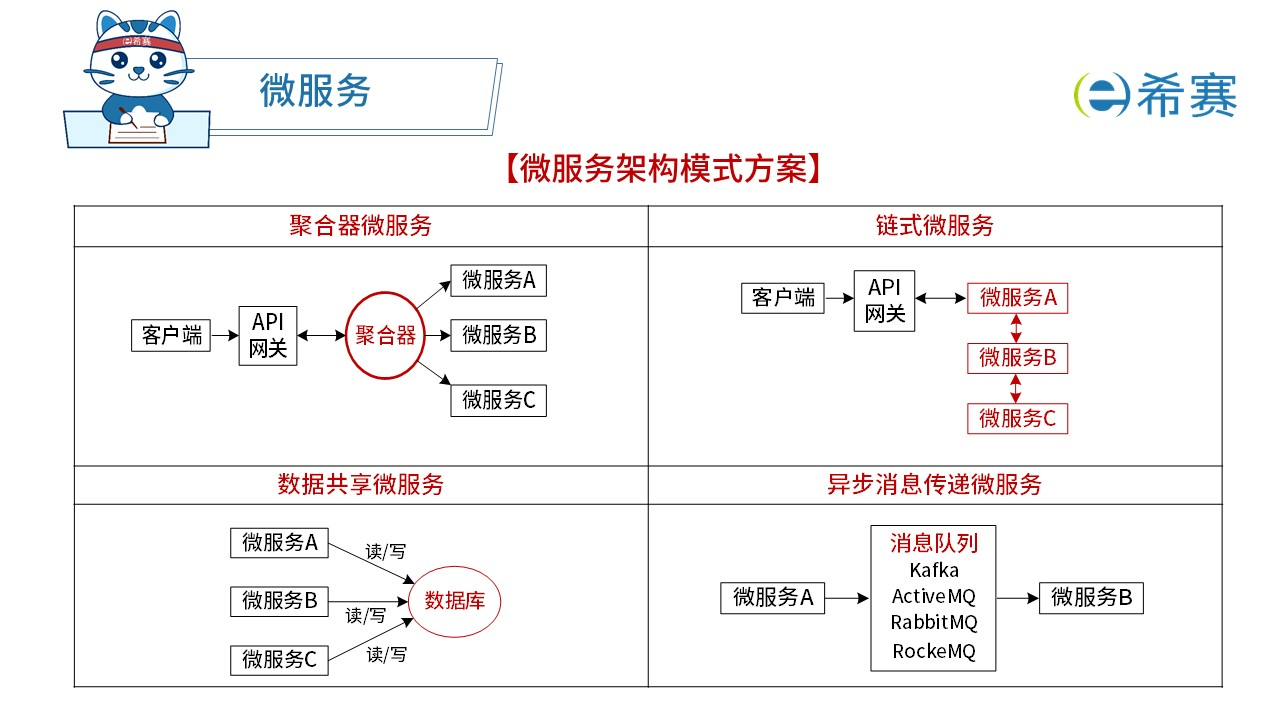 希赛
微服务
希赛
【微服务架构模式方案】
聚合器微服务
客户端
API
网关
聚合器
微服务A
微服务B
微服务C
链式微服务
客户端
API
网关
微服务A
微服务B
微服务C
数据共享微服务
微服务A
微服务B
微服务C
读/写
读/写
读/写
数据库
异步消息传递微服务
微服务A
消息队列
Kafka
ActiveMQ
RabbitMQ
RockeMQ
微服务B